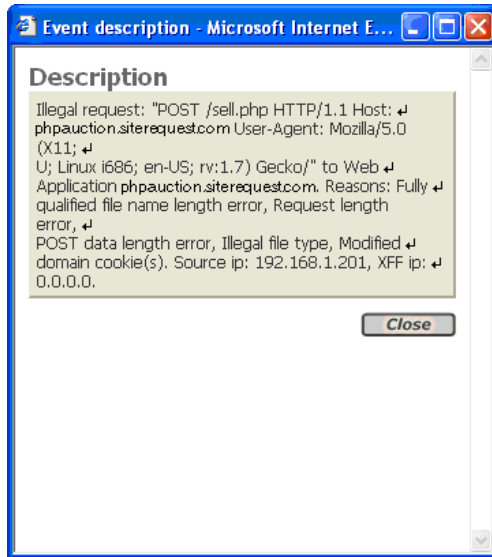 Event description - Microsoft Internet E...
Description
Illegal request: "POST /sell.php HTTP/1.1 Host: ↵
phpauction.siterequest.com User-Agent: Mozilla/5.0
(X11; ↵
U; Linux i686; en-US; rv:1.7) Gecko/" to Web ↵
Application phpauction.siterequest.com. Reasons: Fully ↵
qualified file name length error, Request length
error, ↵
POST data length error, Illegal file type, Modified ↵
domain cookie(s). Source ip: 192.168.1.201, XFF ip: ↵
0.0.0.0.
Close